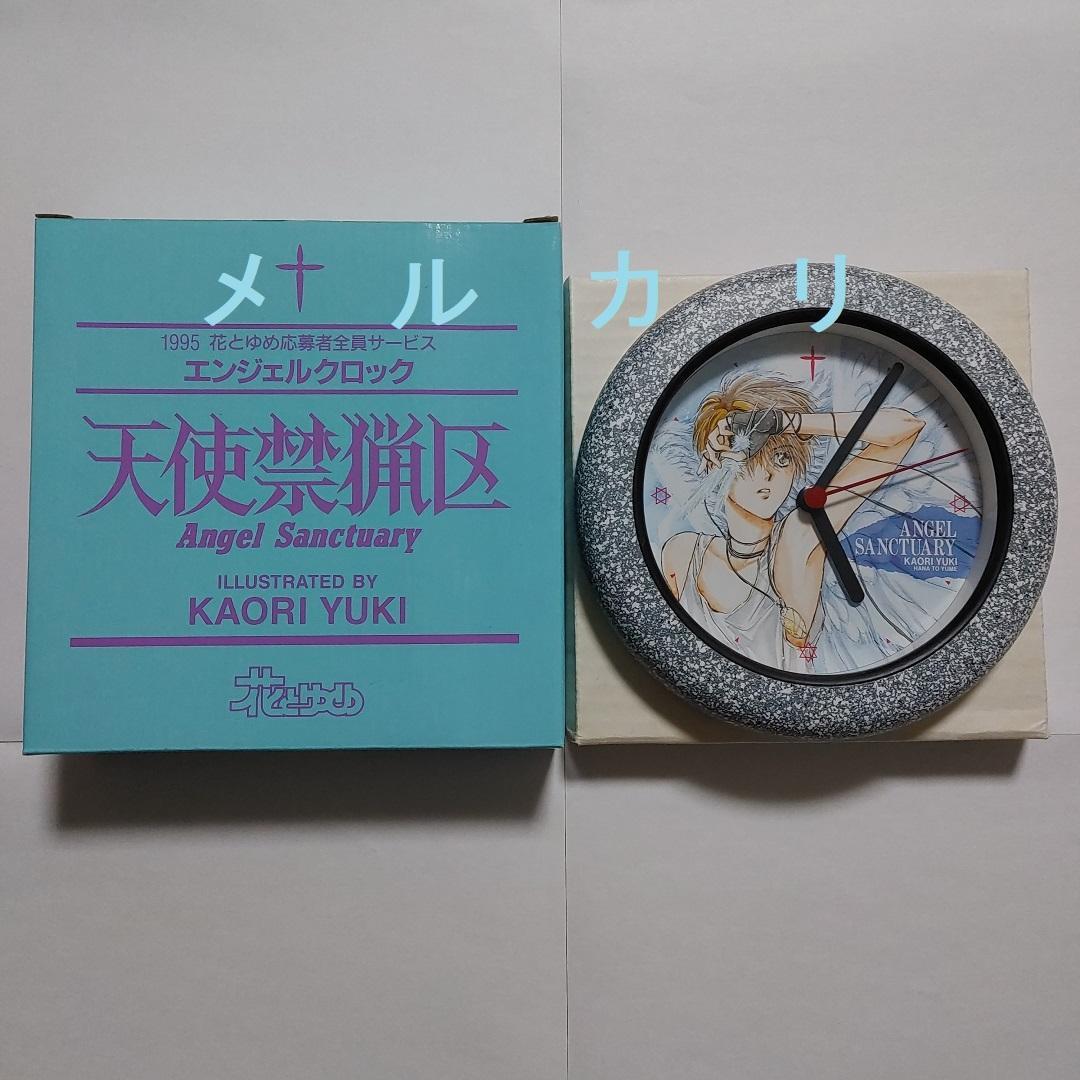 メルカリ
1995 花とゆめ応募者全員サービス
エンジェルクロック
天使禁猟区
Angel Sanctuary
ILLUSTRATED BY
KAORI YUKI
花とゆめ
ANGEL
SANCTUARY
KAORI YUKI
HANA TO YUME